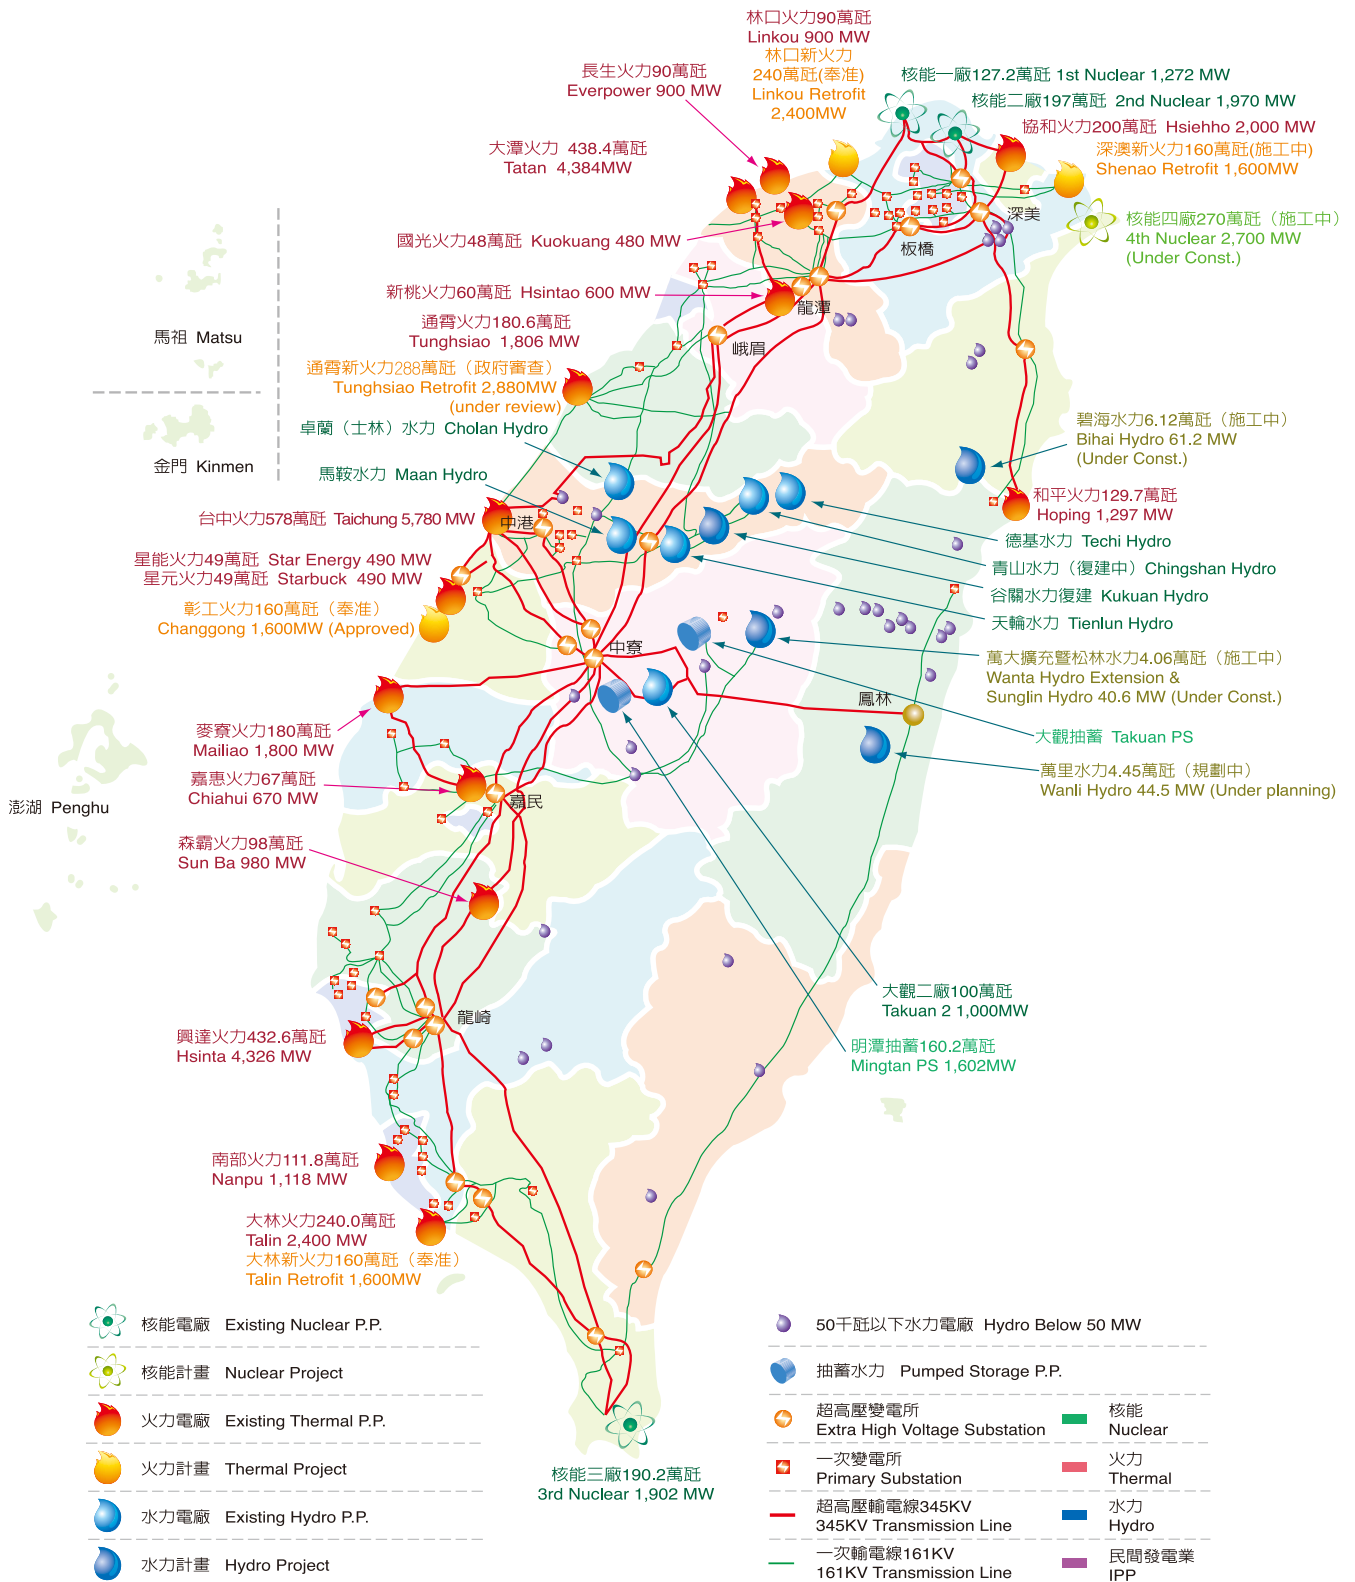 林口火力90萬瓩
Linkou 900 MW
林口新火力
240萬瓩(奉准)
Linkou Retrofit
2,400MW
長生火力90萬瓩
Everpower 900 MW
核能一廠127.2萬瓩 1st Nuclear 1,272 MW
核能二廠197萬瓩 2nd Nuclear 1,970 MW
協和火力200萬瓩 Hsiehho 2,000 MW
深澳新火力160萬瓩(施工中)
Shenao Retrofit 1,600MW
大潭火力 438.4萬瓩
Tatan 4,384MW
深美
板橋
核能四廠270萬瓩（施工中）
4th Nuclear 2,700 MW
(Under Const.)
國光火力48萬瓩 Kuokuang 480 MW
新桃火力60萬瓩 Hsintao 600 MW
龍潭
馬祖 Matsu
通霄火力180.6萬瓩
Tunghsiao 1,806 MW
峨眉
通霄新火力288萬瓩（政府審查）
Tunghsiao Retrofit 2,880MW
(under review)
卓蘭（士林）水力 Cholan Hydro
碧海水力6.12萬瓩（施工中）
Bihai Hydro 61.2 MW
(Under Const.)
金門 Kinmen
馬鞍水力 Maan Hydro
和平火力129.7萬瓩
Hoping 1,297 MW
台中火力578萬瓩 Taichung 5,780 MW
中港
德基水力 Techi Hydro
星能火力49萬瓩 Star Energy 490 MW
星元火力49萬瓩 Starbuck 490 MW
青山水力（復建中）Chingshan Hydro
谷關水力復建 Kukuan Hydro
彰工火力160萬瓩（奉准）
Changgong 1,600MW (Approved)
天輪水力 Tienlun Hydro
中寮
萬大擴充暨松林水力4.06萬瓩（施工中）
Wanta Hydro Extension &
Sunglin Hydro 40.6 MW (Under Const.)
鳳林
麥寮火力180萬瓩
Mailiao 1,800 MW
大觀抽蓄 Takuan PS
嘉惠火力67萬瓩
Chiahui 670 MW
萬里水力4.45萬瓩（規劃中）
Wanli Hydro 44.5 MW (Under planning)
嘉民
澎湖 Penghu
森霸火力98萬瓩
Sun Ba 980 MW
大觀二廠100萬瓩
Takuan 2 1,000MW
龍崎
興達火力432.6萬瓩
Hsinta 4,326 MW
明潭抽蓄160.2萬瓩
Mingtan PS 1,602MW
南部火力111.8萬瓩
Nanpu 1,118 MW
大林火力240.0萬瓩
Talin 2,400 MW
大林新火力160萬瓩（奉准）
Talin Retrofit 1,600MW
核能三廠190.2萬瓩
3rd Nuclear 1,902 MW
核能電廠 Existing Nuclear P.P.
核能計畫 Nuclear Project
火力電廠 Existing Thermal P.P.
火力計畫 Thermal Project
水力電廠 Existing Hydro P.P.
水力計畫 Hydro Project
50千瓩以下水力電廠 Hydro Below 50 MW
抽蓄水力 Pumped Storage P.P.
超高壓變電所
Extra High Voltage Substation
一次變電所
Primary Substation
超高壓輸電線345KV
345KV Transmission Line
一次輸電線161KV
161KV Transmission Line
核能
Nuclear
火力
Thermal
水力
Hydro
民間發電業
IPP